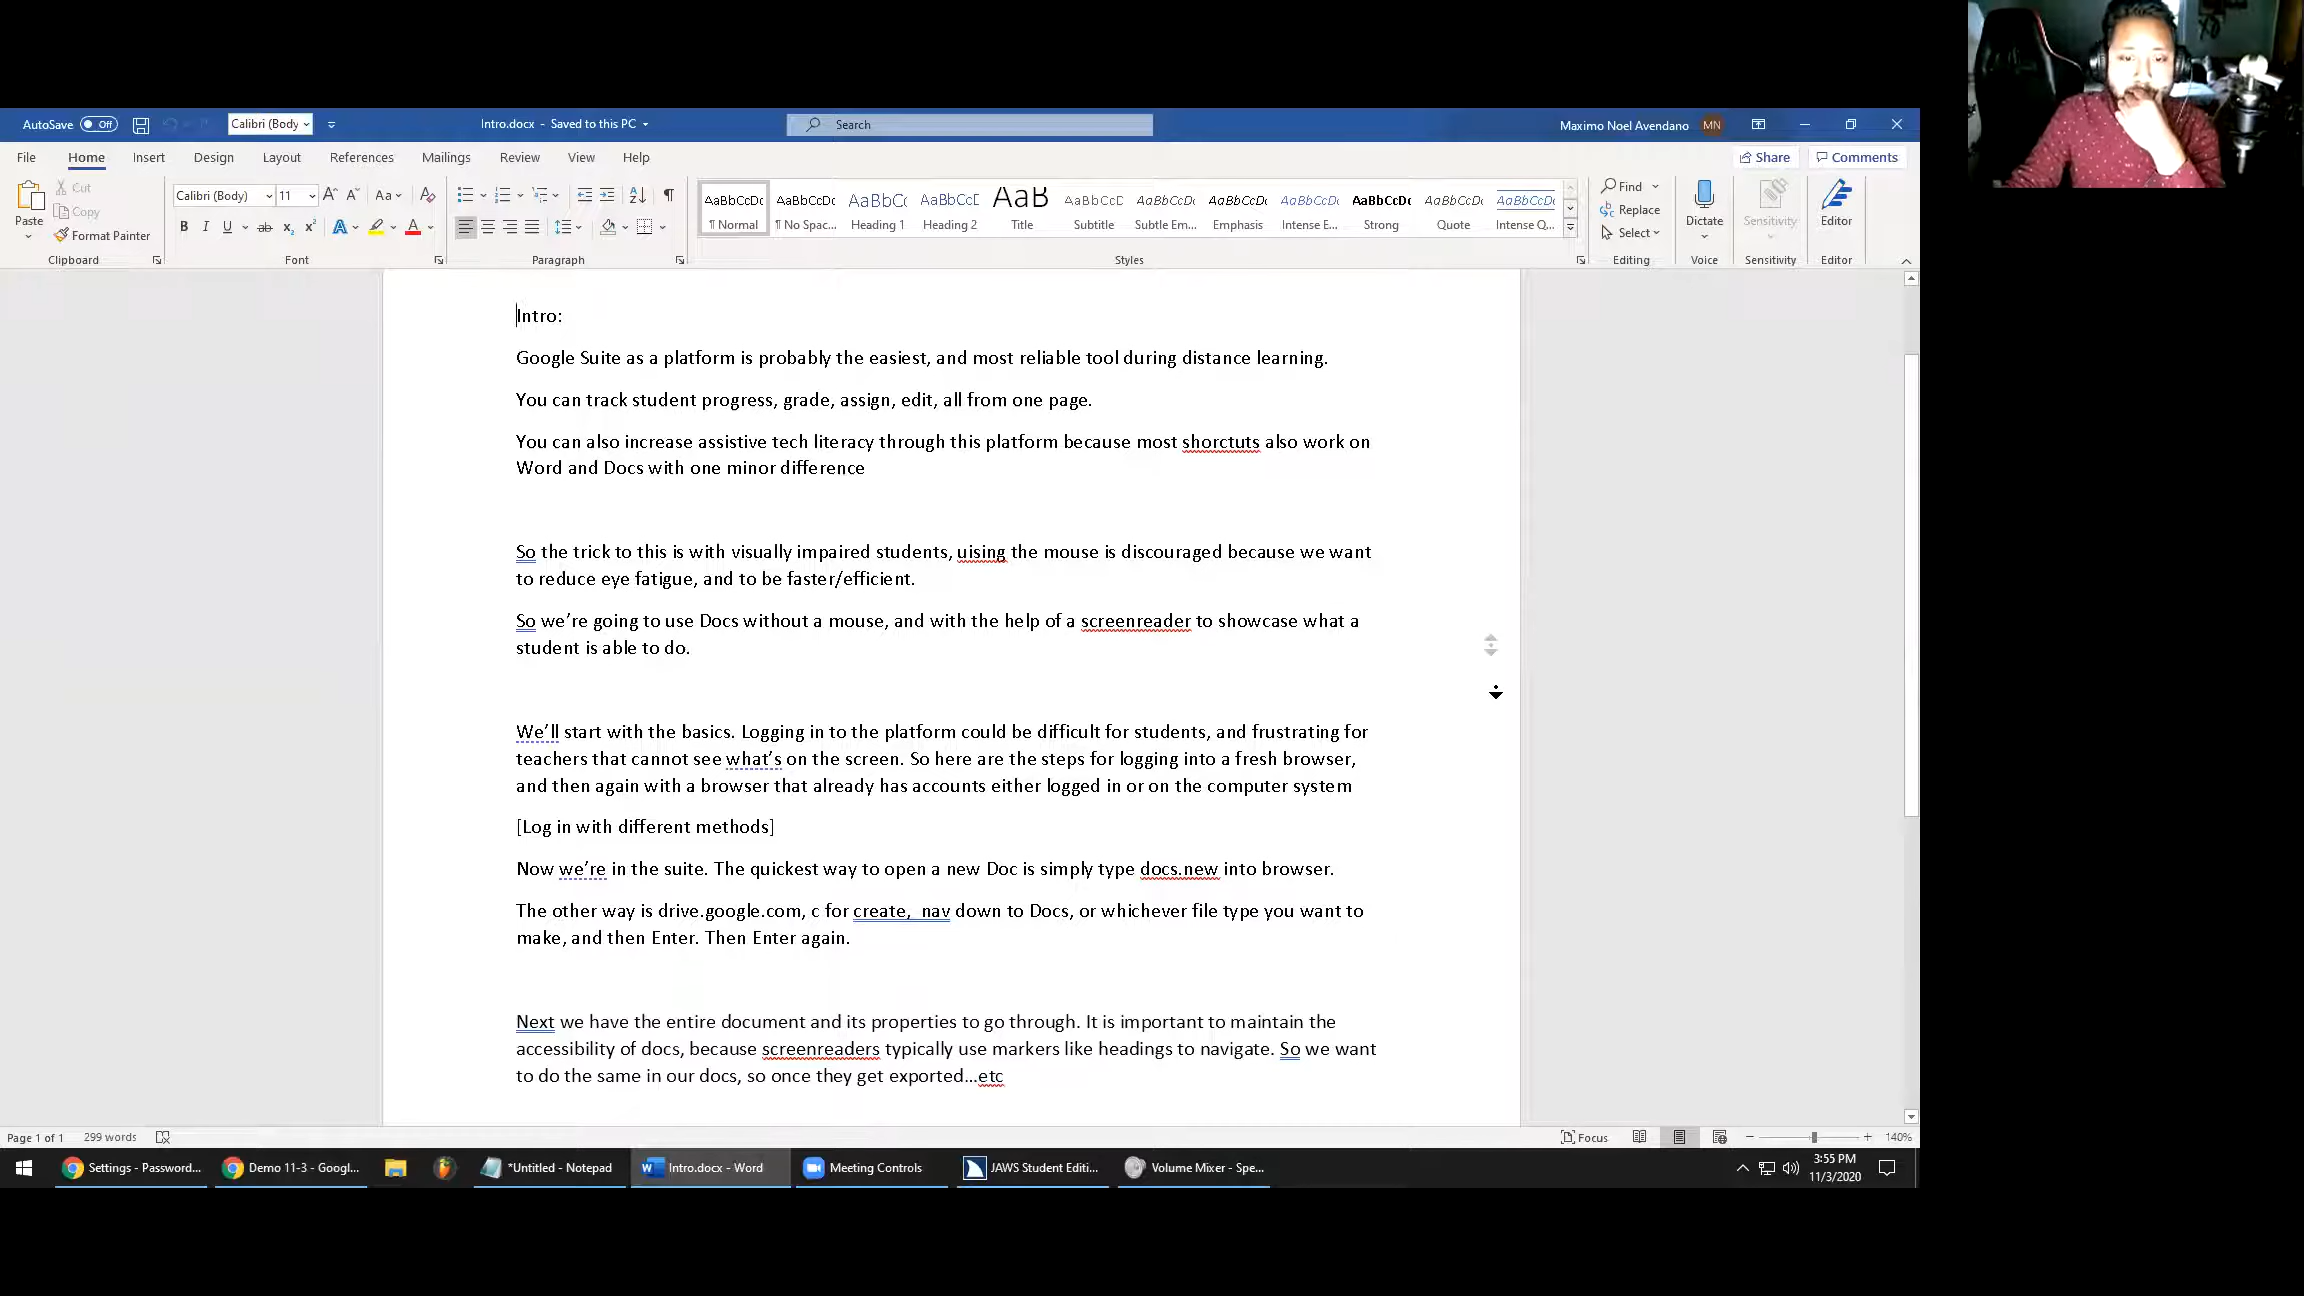 AutoSave Off Calibri (Body Intro.docx - Saved to this PC Search Maximo Noel Avendano MN
File Home Insert Design Layout References Mailings Review View Help Share Comments
Paste Cut Copy Format Painter
Clipboard
Calibri (Body) 11 Aa
B I U ab x₂ x² A A
Font
Paragraph
AaBbCcDc AaBbCcDc AaBbCc AaBbCcD AaB AaBbCcD AaBbCcDc AaBbCcDc AaBbCcDc AaBbCcDc AaBbCcDc AaBbCcDc
¶ Normal ¶ No Spac... Heading 1 Heading 2 Title Subtitle Subtle Em... Emphasis Intense E... Strong Quote Intense Q...
Styles
Find
Replace
Select
Editing
Dictate
Voice
Sensitivity
Sensitivity
Editor
Editor
Intro:
Google Suite as a platform is probably the easiest, and most reliable tool during distance learning.
You can track student progress, grade, assign, edit, all from one page.
You can also increase assistive tech literacy through this platform because most shorctuts also work on
Word and Docs with one minor difference
So the trick to this is with visually impaired students, uising the mouse is discouraged because we want
to reduce eye fatigue, and to be faster/efficient.
So we're going to use Docs without a mouse, and with the help of a screenreader to showcase what a
student is able to do.
We'll start with the basics. Logging in to the platform could be difficult for students, and frustrating for
teachers that cannot see what's on the screen. So here are the steps for logging into a fresh browser,
and then again with a browser that already has accounts either logged in or on the computer system
[Log in with different methods]
Now we're in the suite. The quickest way to open a new Doc is simply type docs.new into browser.
The other way is drive.google.com, c for create, nav down to Docs, or whichever file type you want to
make, and then Enter. Then Enter again.
Next we have the entire document and its properties to go through. It is important to maintain the
accessibility of docs, because screenreaders typically use markers like headings to navigate. So we want
to do the same in our docs, so once they get exported...etc
Page 1 of 1 299 words Focus 140%
Settings - Password... Demo 11-3 - Googl... *Untitled - Notepad Intro.docx - Word Meeting Controls JAWS Student Editi... Volume Mixer - Spe... 3:55 PM
11/3/2020